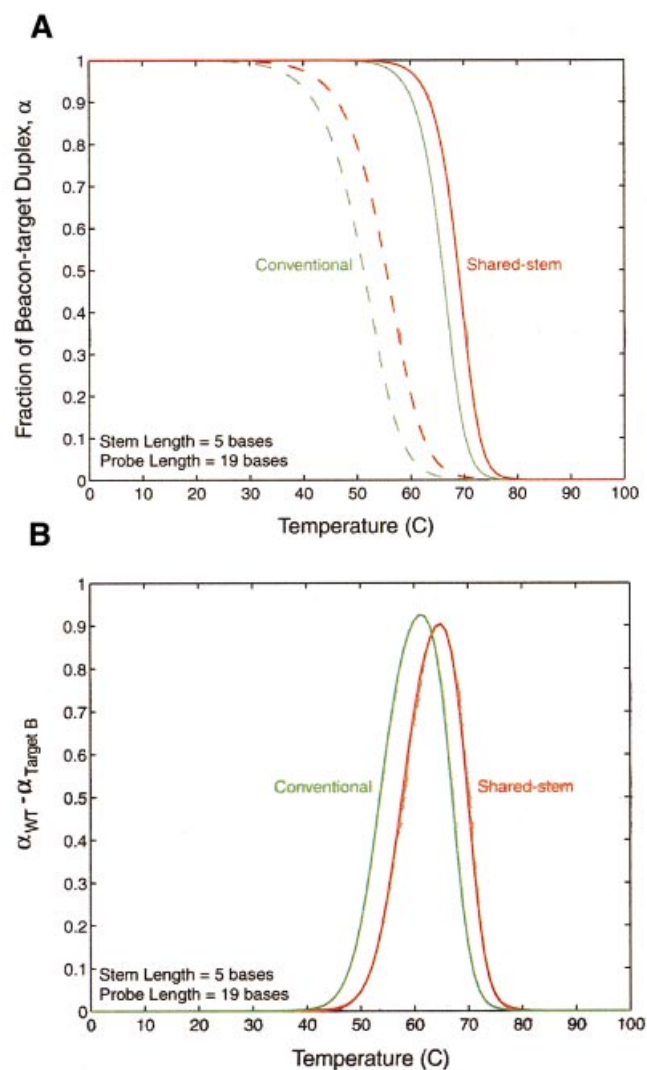 A
1
0.9
0.8
0.7
0.6
0.5
0.4
0.3
0.2
0.1
0
Fraction of Beacon-target Duplex, α
Conventional
Shared-stem
Stem Length = 5 bases
Probe Length = 19 bases
0 10 20 30 40 50 60 70 80 90 100
Temperature (C)
B
1
0.9
0.8
0.7
0.6
0.5
0.4
0.3
0.2
0.1
0
αWT - αTarget B
Conventional
Shared-stem
Stem Length = 5 bases
Probe Length = 19 bases
0 10 20 30 40 50 60 70 80 90 100
Temperature (C)